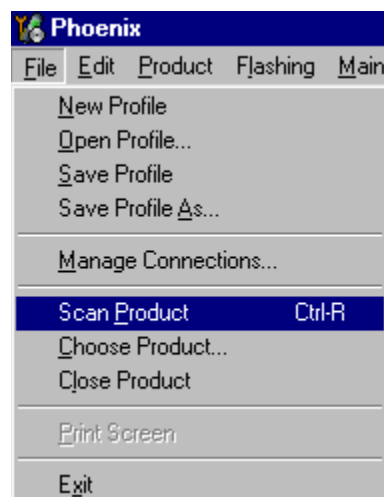 Phoenix
File Edit Product Flashing Main
New Profile
Open Profile...
Save Profile
Save Profile As...
Manage Connections...
Scan Product Ctrl-R
Choose Product...
Close Product
Print Screen
Exit